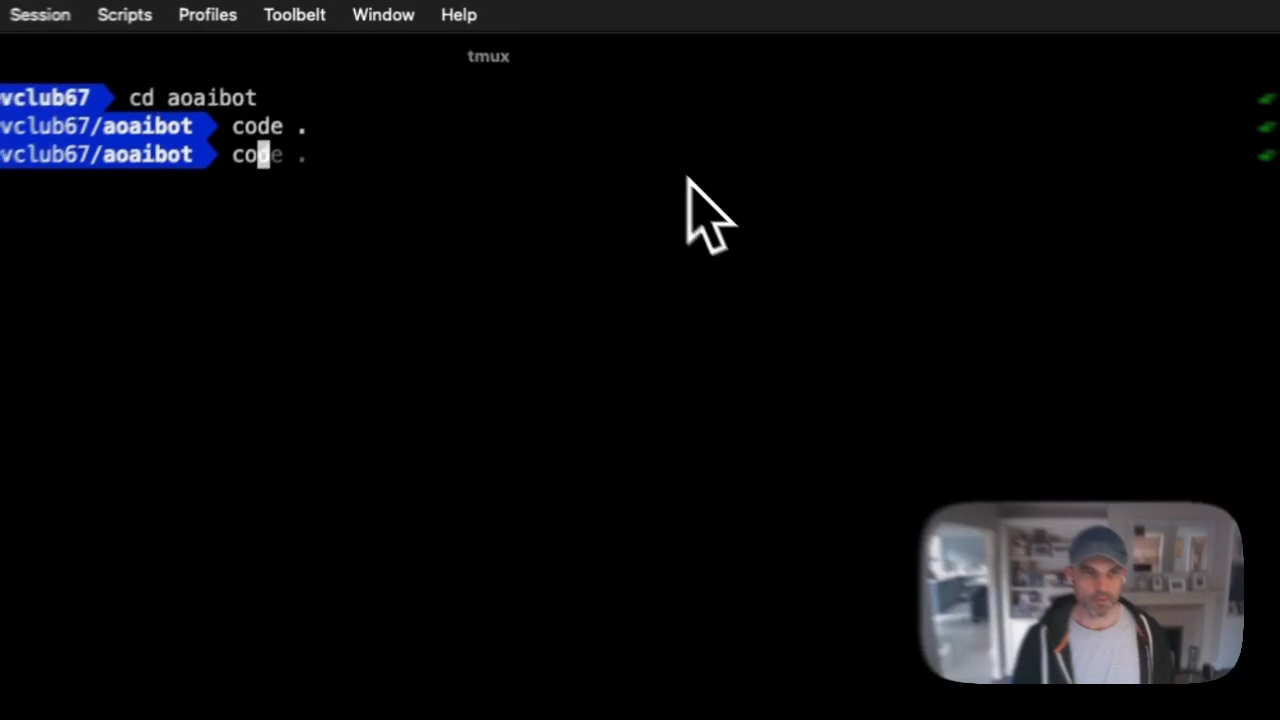 Session Scripts Profiles Toolbelt Window Help
tmux
vclub67 cd aoaibot
vclub67/aoaibot code .
vclub67/aoaibot code .